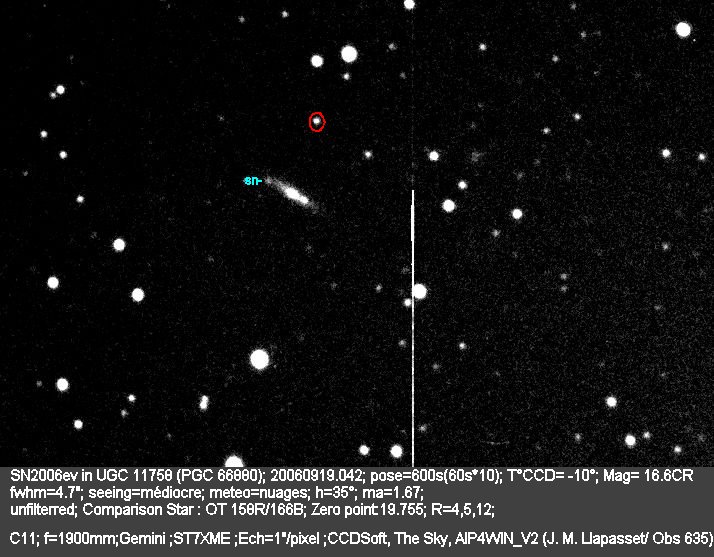 sn-
SN2006ev in UGC 11758 (PGC 66880); 20060919.042; pose=600s(60s*10); T°CCD= -10°; Mag= 16.6CR
fwhm=4.7"; seeing=médiocre; meteo=nuages; h=35°; ma=1.67;
unfilterred; Comparison Star : OT 158R/166B; Zero point:19.755; R=4,5,12;
C11; f=1900mm;Gemini ;ST7XME ;Ech=1"/pixel ;CCDSoft, The Sky, AIP4WIN_V2 (J. M. Llapasset/ Obs 635)